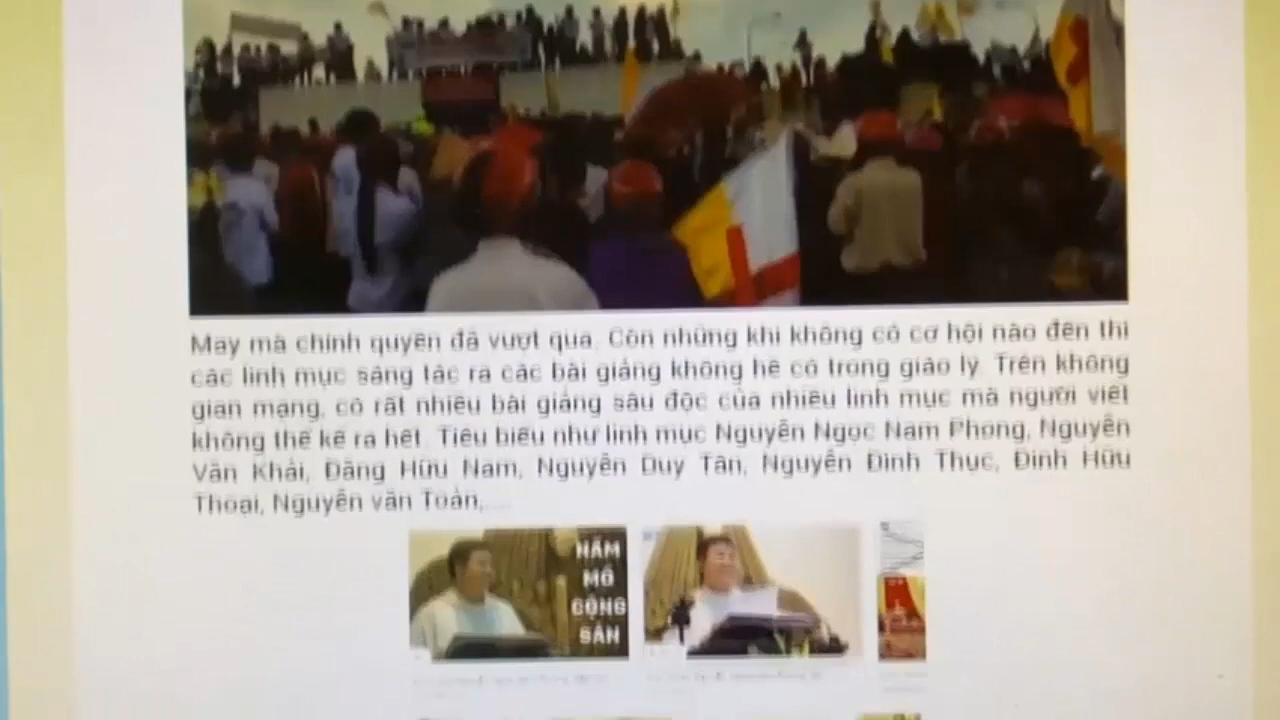 May mà chính quyền đã vượt qua. Còn những khi không có cơ hội nào đến thì
các linh mục sáng tác ra các bài giảng không hề có trong giáo lý. Trên không
gian mạng, có rất nhiều bài giảng sâu độc của nhiều linh mục mà người viết
không thể kể ra hết. Tiêu biểu như linh mục Nguyễn Ngọc Nam Phong, Nguyễn
Văn Khải, Đặng Hữu Nam, Nguyễn Duy Tân, Nguyễn Đình Thục, Đinh Hữu
Thoại, Nguyễn văn Toản,....
NẤM
MỒ
CỘNG
SẢN